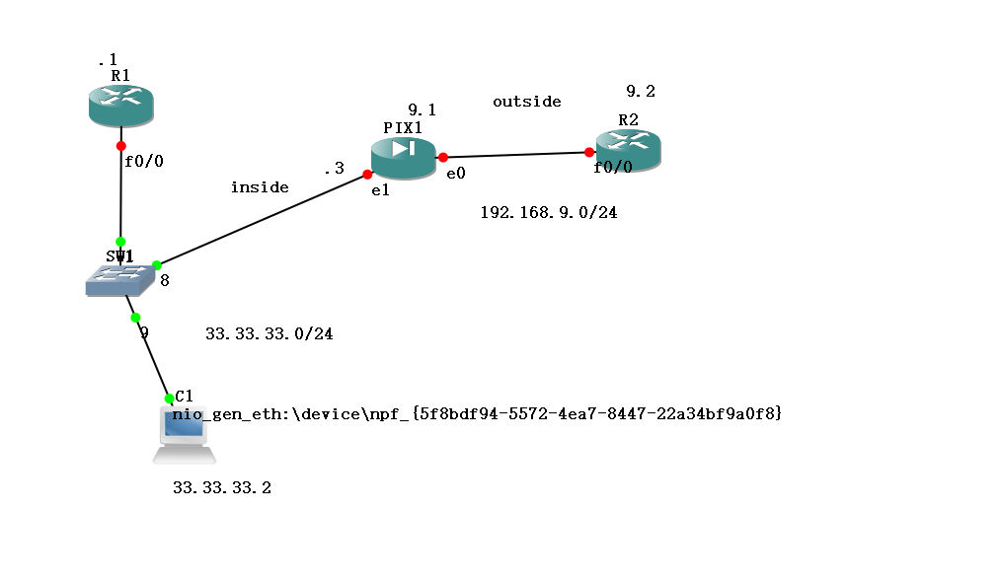 .1
R1
f0/0
9.1
PIX1
outside
9.2
R2
f0/0
.3
e0
e1
inside
192.168.9.0/24
SW1
8
9
33.33.33.0/24
C1
nio_gen_eth:\device\npf_{5f8bdf94-5572-4ea7-8447-22a34bf9a0f8}
33.33.33.2